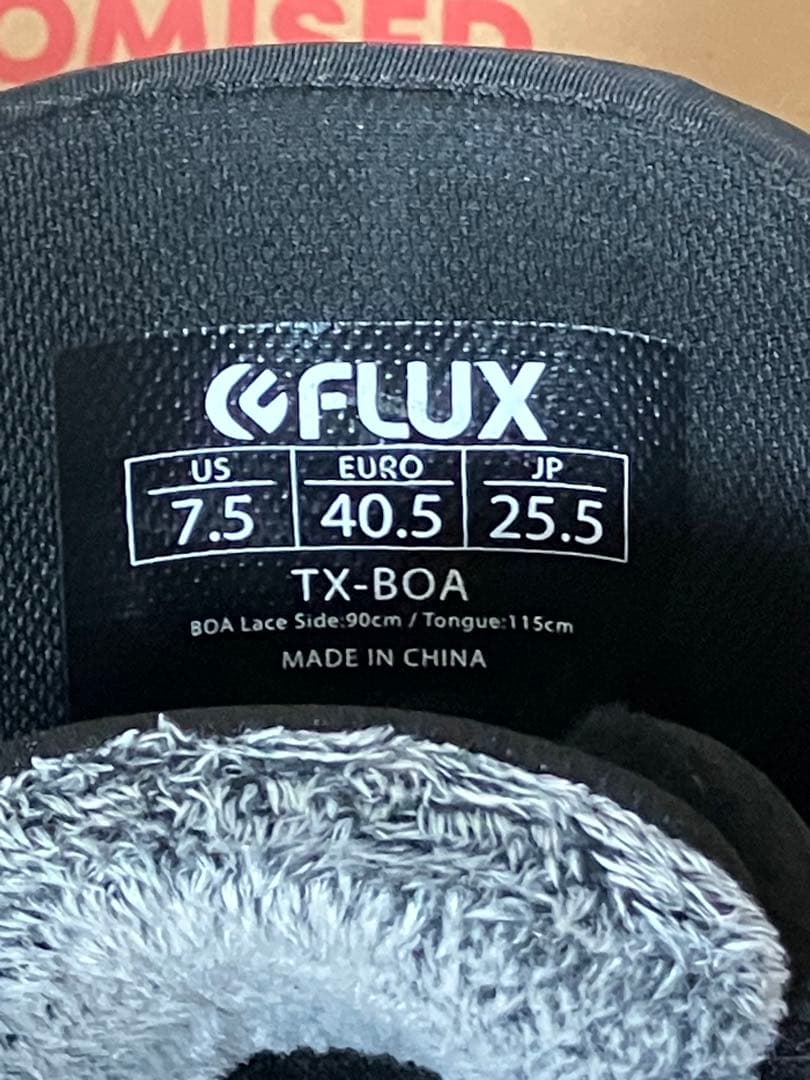 OMISED
FLUX
US EURO JP
7.5 40.5 25.5
TX-BOA
BOA Lace Side:90cm / Tongue:115cm
MADE IN CHINA